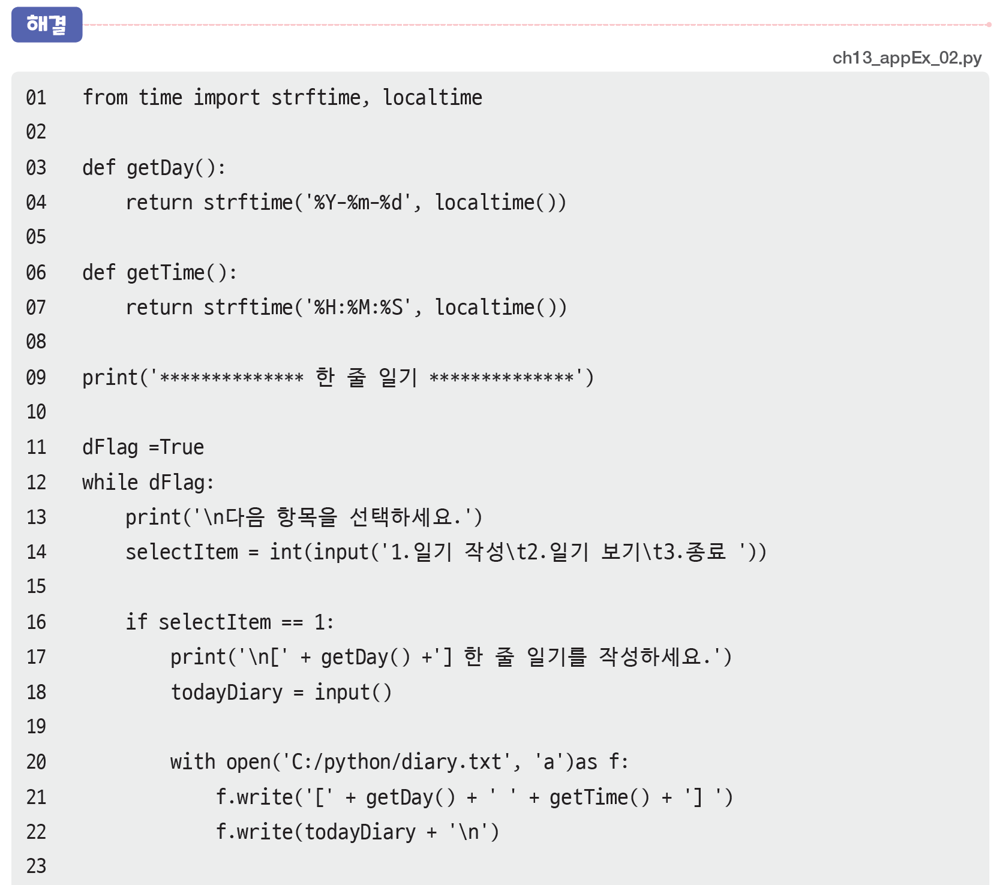 해결
ch13_appEx_02.py
01 from time import strftime, localtime
02
03 def getDay():
04     return strftime('%Y-%m-%d', localtime())
05
06 def getTime():
07     return strftime('%H:%M:%S', localtime())
08
09 print('************** 한 줄 일기 **************')
10
11 dFlag =True
12 while dFlag:
13     print('\n다음 항목을 선택하세요.')
14     selectItem = int(input('1.일기 작성\t2.일기 보기\t3.종료 '))
15
16     if selectItem == 1:
17         print('\n[' + getDay() +'] 한 줄 일기를 작성하세요.')
18         todayDiary = input()
19
20         with open('C:/python/diary.txt', 'a')as f:
21             f.write('[' + getDay() + ' ' + getTime() + '] ')
22             f.write(todayDiary + '\n')
23